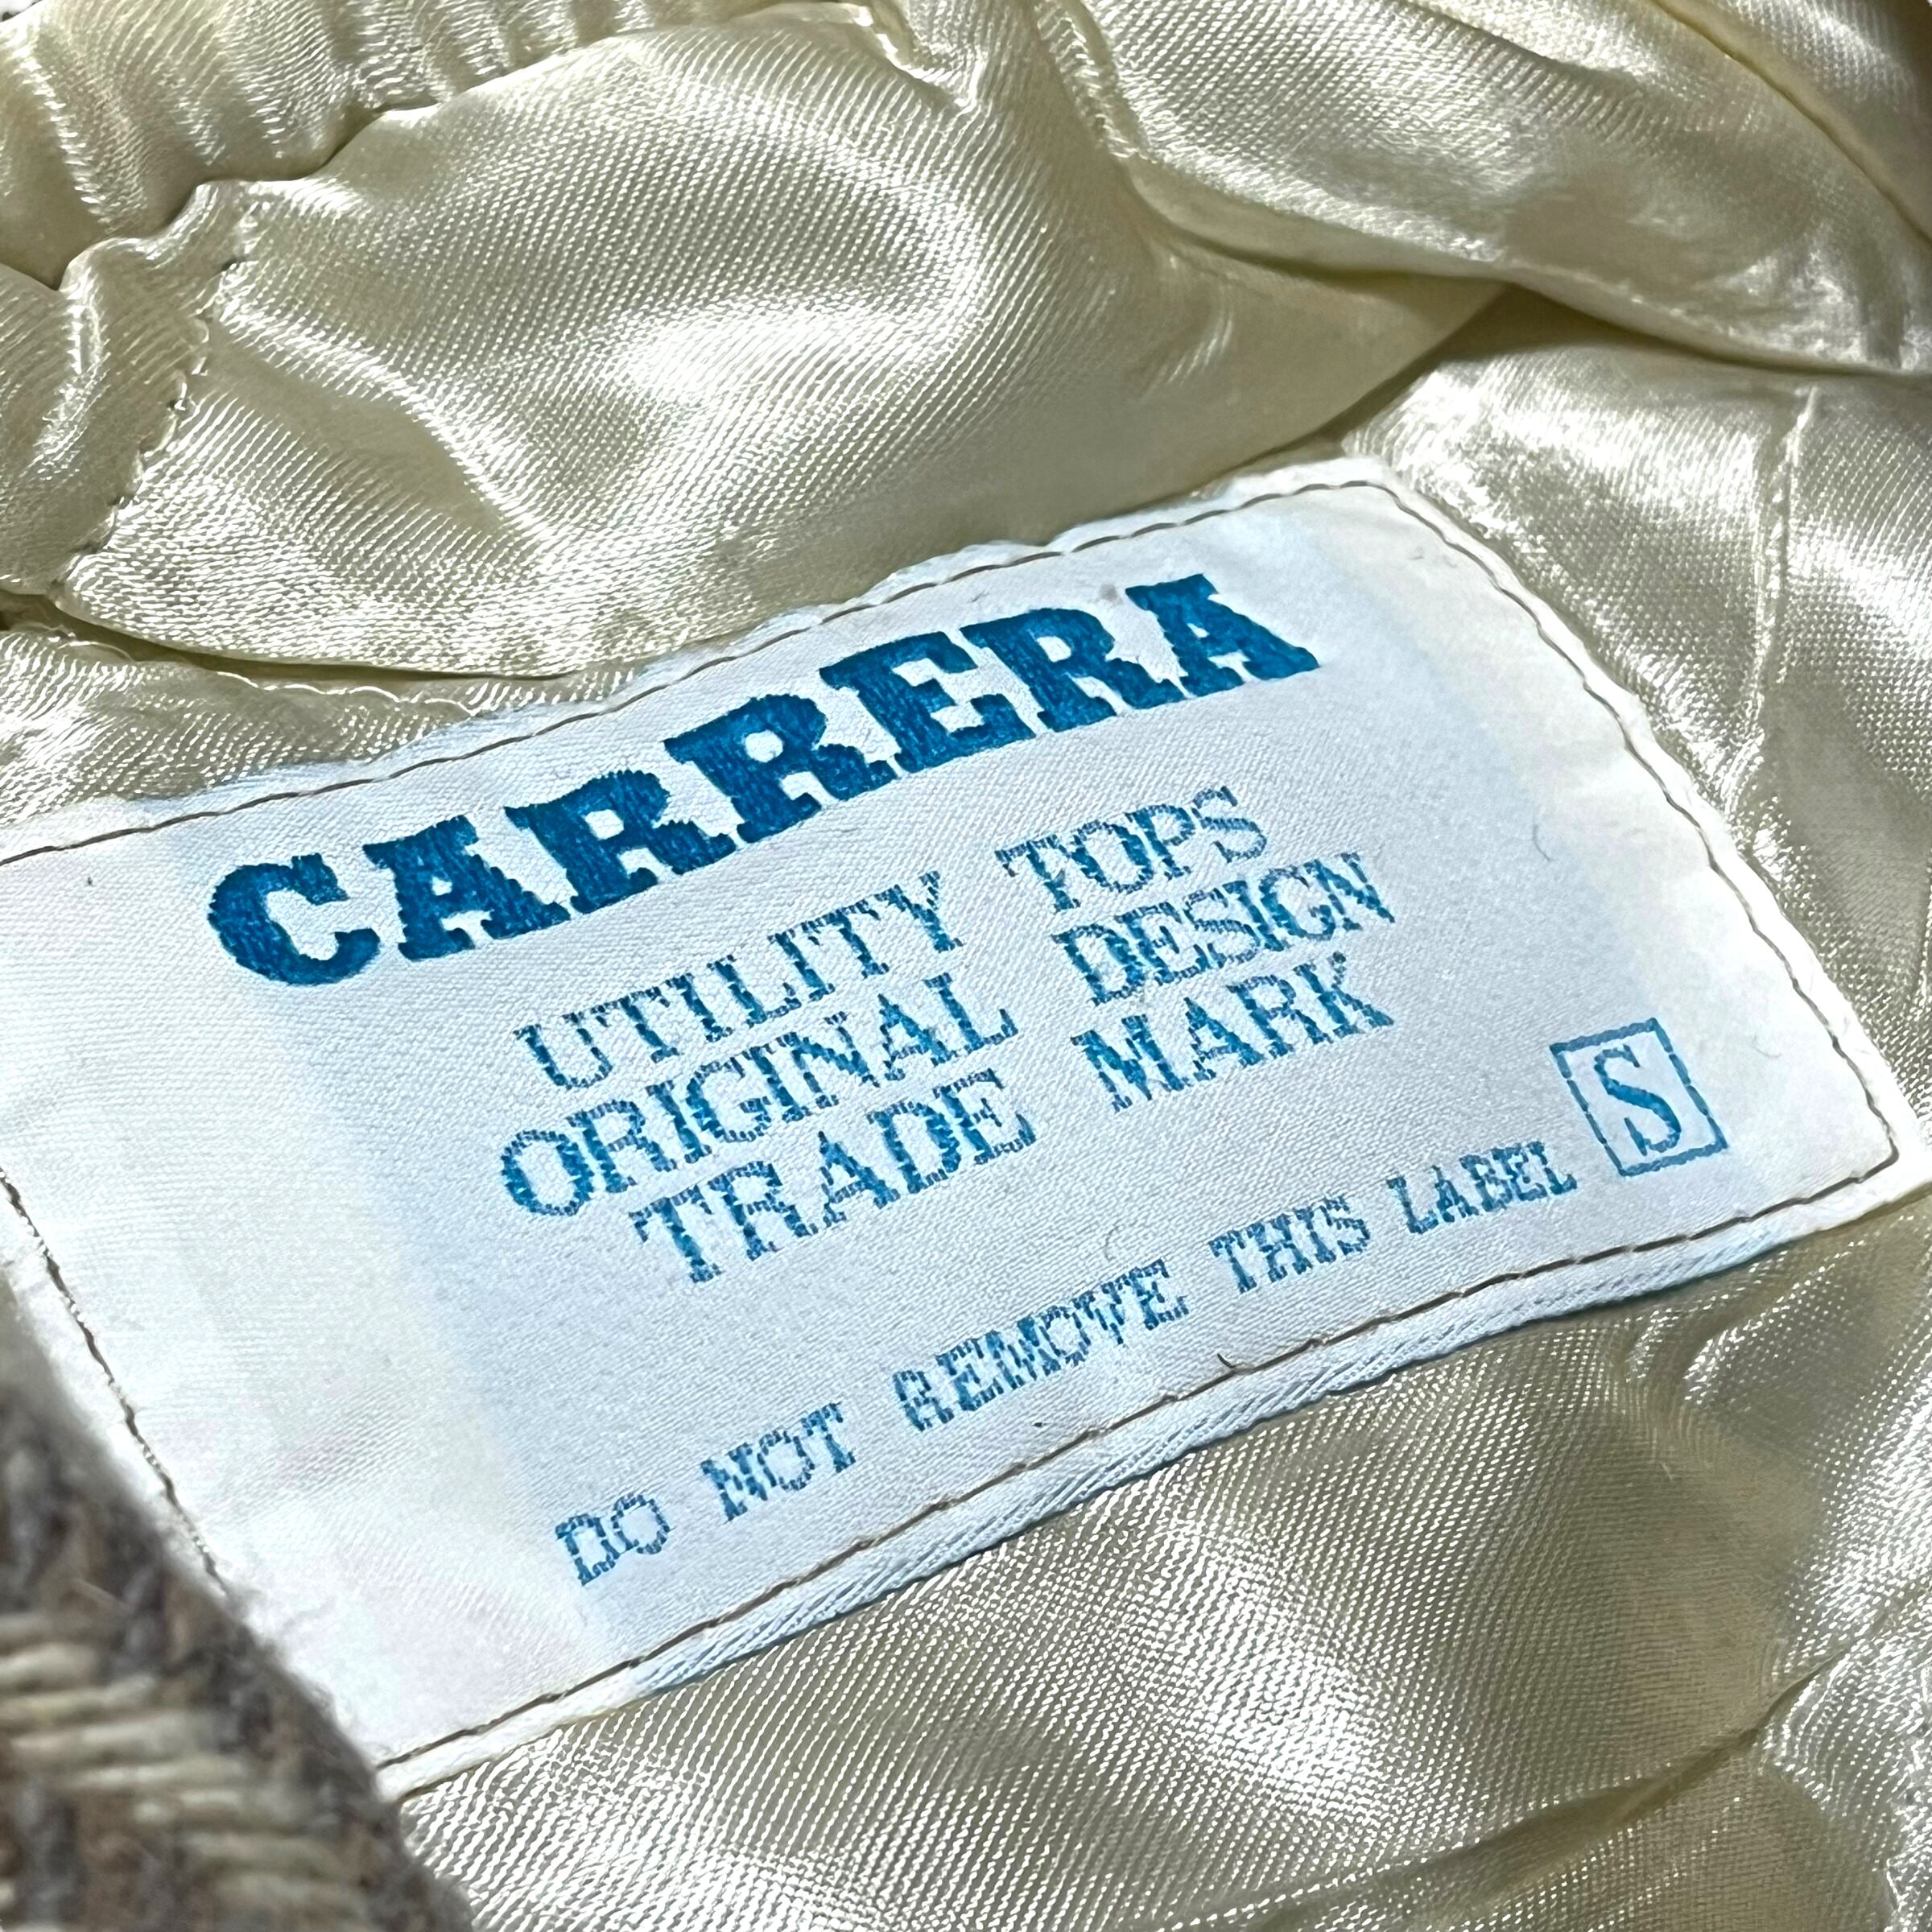 CARRERA
UTILITY TOPS
ORIGINAL DESIGN
TRADE MARK
DO NOT REMOVE THIS LABEL S